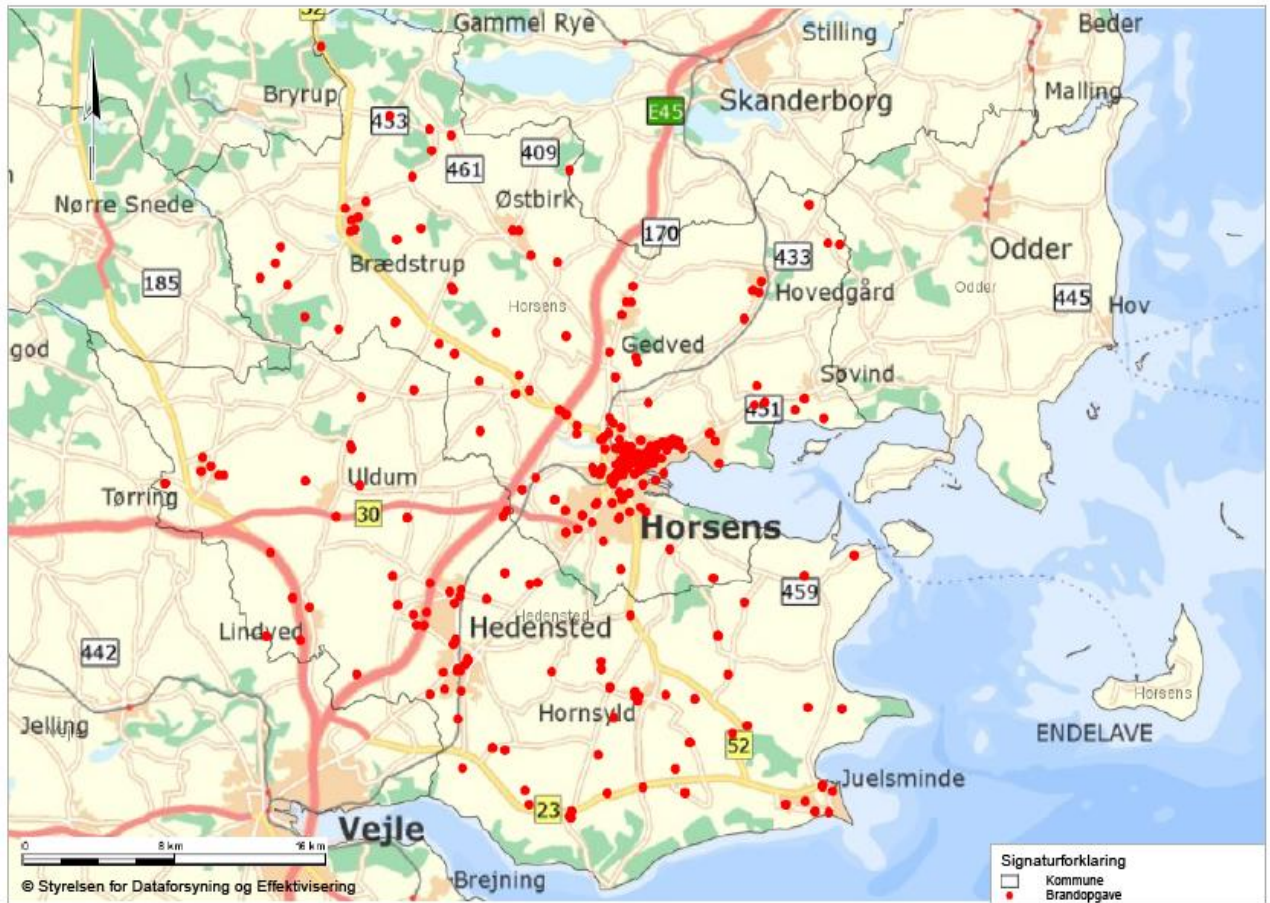 52
Gammel Rye
Stilling
Beder
Bryrup
Malling
E45
Skanderborg
453
409
461
Østbirk
Nørre Snede
170
433
Odder
Brædstrup
185
Hovedgård
Odder
445
Hov
Horsens
Gedved
god
Søvind
451
Uldum
Tørring
30
Horsens
459
Lindved
Hedensted
Hedensted
442
Horsens
Jelling
Hornsyld
ENDELAVE
52
Juelsminde
23
Vejle
0 8 km 16 km
© Styrelsen for Dataforsyning og Effektivisering
Brejning
Signaturforklaring
Kommune
Brandopgave